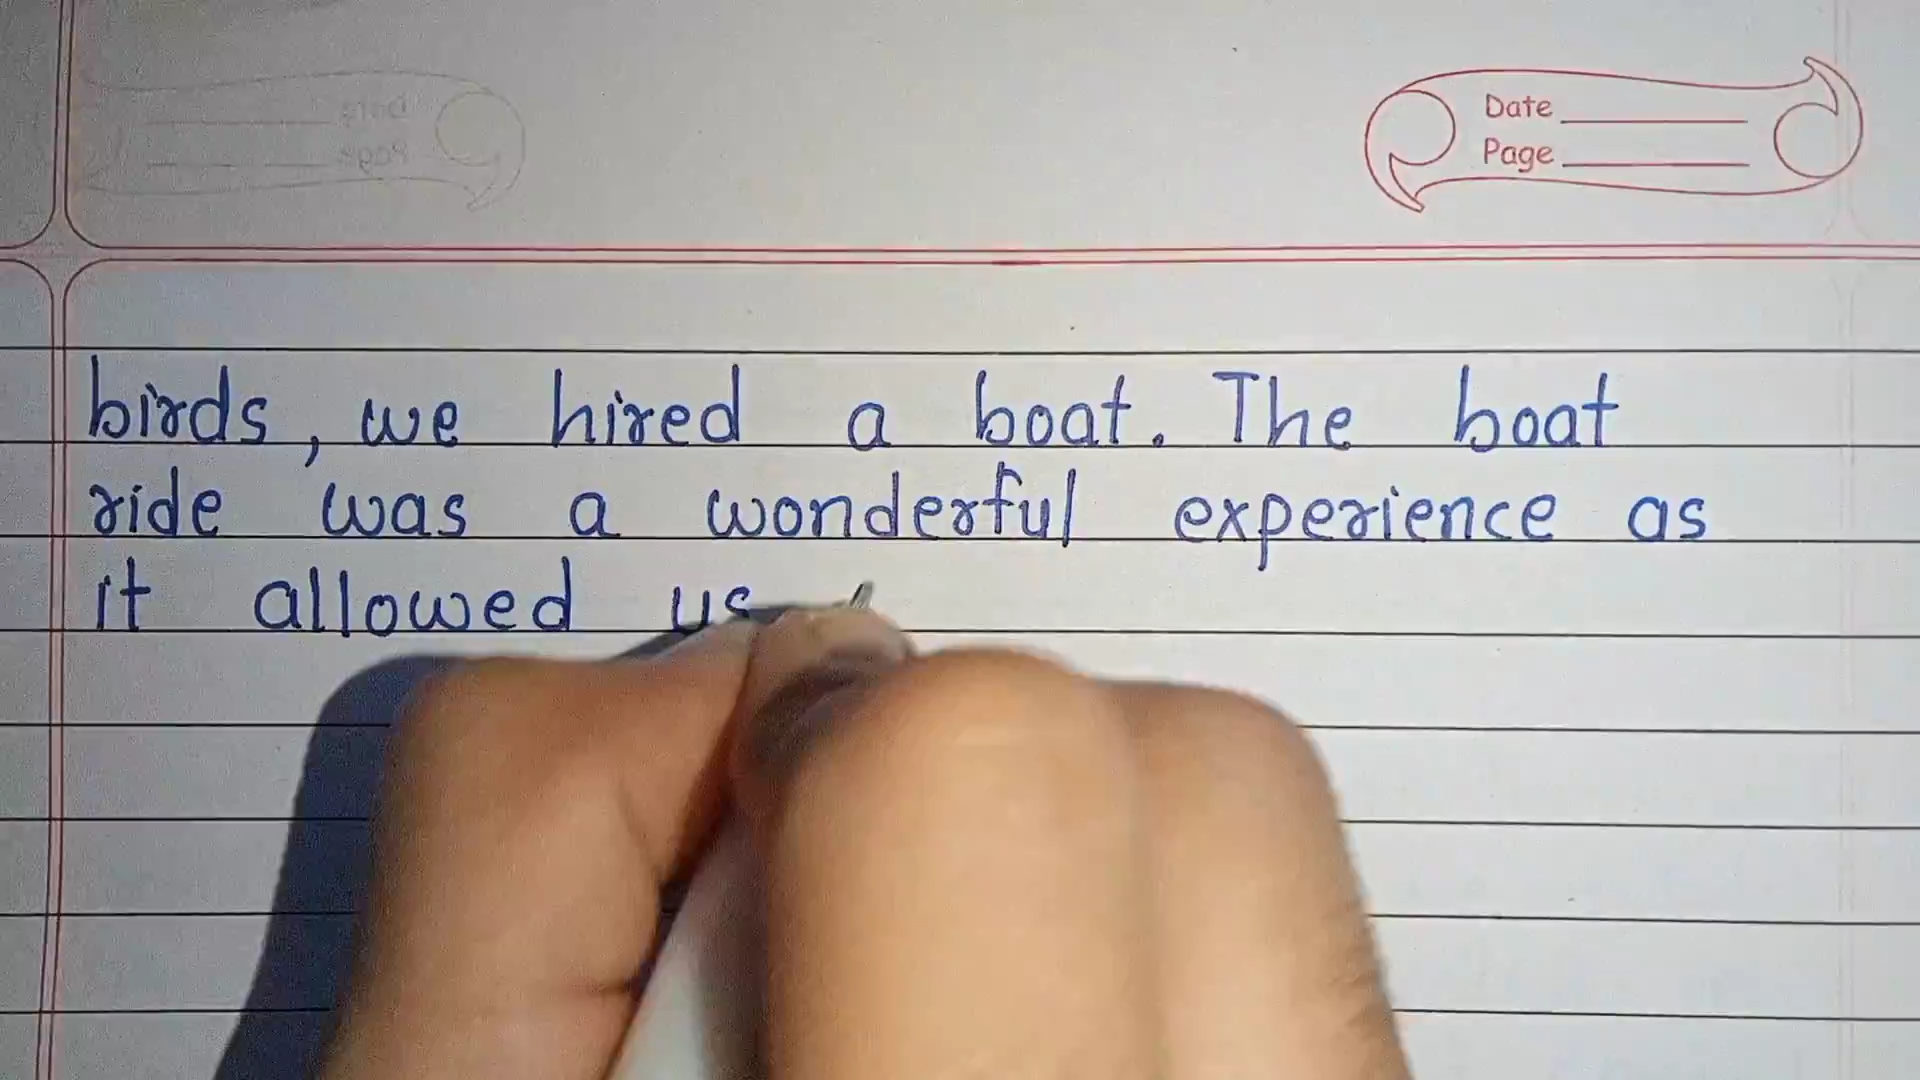 Date
Page
birds, we hired a boat. The boat
ride was a wonderful experience as
it allowed us